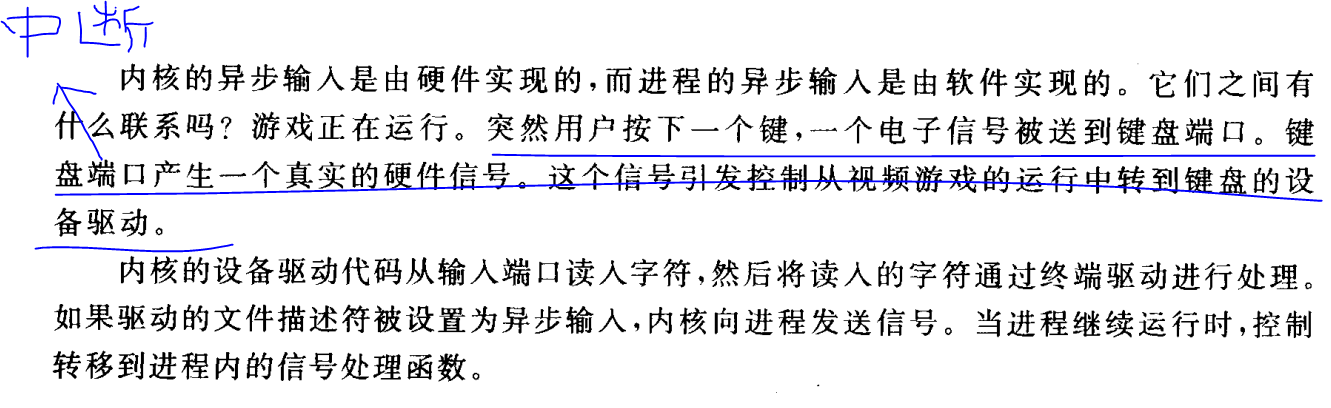 中断
内核的异步输入是由硬件实现的,而进程的异步输入是由软件实现的。它们之间有
什么联系吗?游戏正在运行。突然用户按下一个键,一个电子信号被送到键盘端口。键
盘端口产生一个真实的硬件信号。这个信号引发控制从视频游戏的运行中转到键盘的设
备驱动。
内核的设备驱动代码从输入端口读入字符,然后将读入的字符通过终端驱动进行处理。
如果驱动的文件描述符被设置为异步输入,内核向进程发送信号。当进程继续运行时,控制
转移到进程内的信号处理函数。